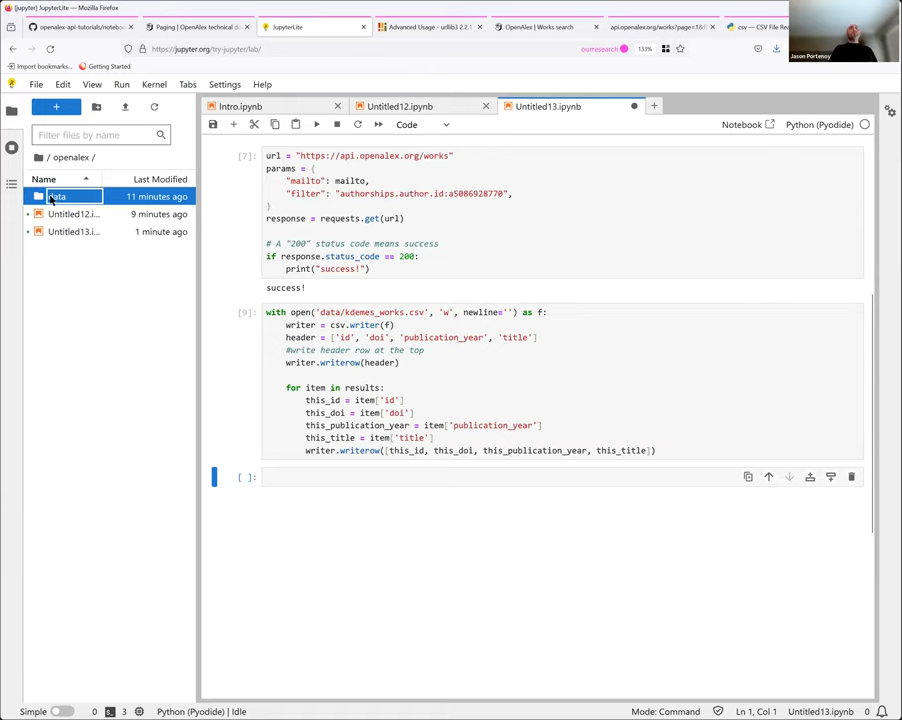 [jupyter] JupyterLite — Mozilla Firefox
openalex-api-tutorials/noteboo
Paging | OpenAlex technical d
JupyterLite
Advanced Usage - urllib3 2.2.1
OpenAlex | Works search
api.openalex.org/works?page=1&f
csv — CSV File Rea
https://jupyter.org/try-jupyter/lab/
ourresearch
133%
Import bookmarks...
Getting Started
Jason Portenoy
File Edit View Run Kernel Tabs Settings Help
Filter files by name
/ openalex /
Name Last Modified
data 11 minutes ago
Untitled12.i... 9 minutes ago
Untitled13.i... 1 minute ago
Intro.ipynb
Untitled12.ipynb
Untitled13.ipynb
Code
Notebook
Python (Pyodide)
[7]:
url = "https://api.openalex.org/works"
params = {
"mailto": mailto,
"filter": "authorships.author.id:a5086928770",
}
response = requests.get(url)
# A "200" status code means success
if response.status_code == 200:
print("success!")
success!
[9]:
with open('data/kdemes_works.csv', 'w', newline='') as f:
writer = csv.writer(f)
header = ['id', 'doi', 'publication_year', 'title']
#write header row at the top
writer.writerow(header)
for item in results:
this_id = item['id']
this_doi = item['doi']
this_publication_year = item['publication_year']
this_title = item['title']
writer.writerow([this_id, this_doi, this_publication_year, this_title])
[ ]:
Simple
0
3
Python (Pyodide) | Idle
Mode: Command
Ln 1, Col 1
Untitled13.ipynb
0